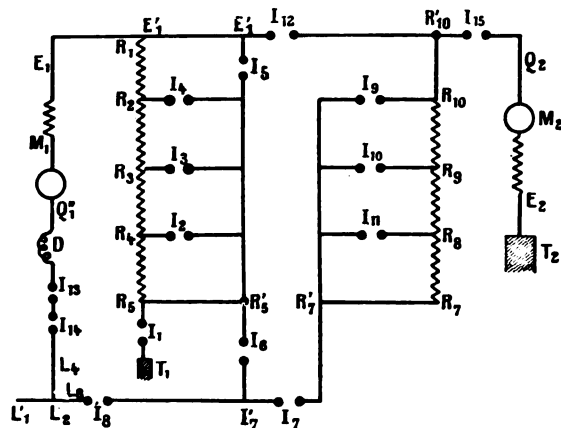 E'1 E'1 I12 R'10 I15
R1 E1 I5 Q2
I4 I9
R2 R10 M2
M1
I3 I10
R3 R9
Q''1 E2
I2 I11
R4 R8
D T2
I13 R5 R'5 R'7 R7
I14 I1 I6
L4 T1
L3
L'1 L2 I8 I'7 I7